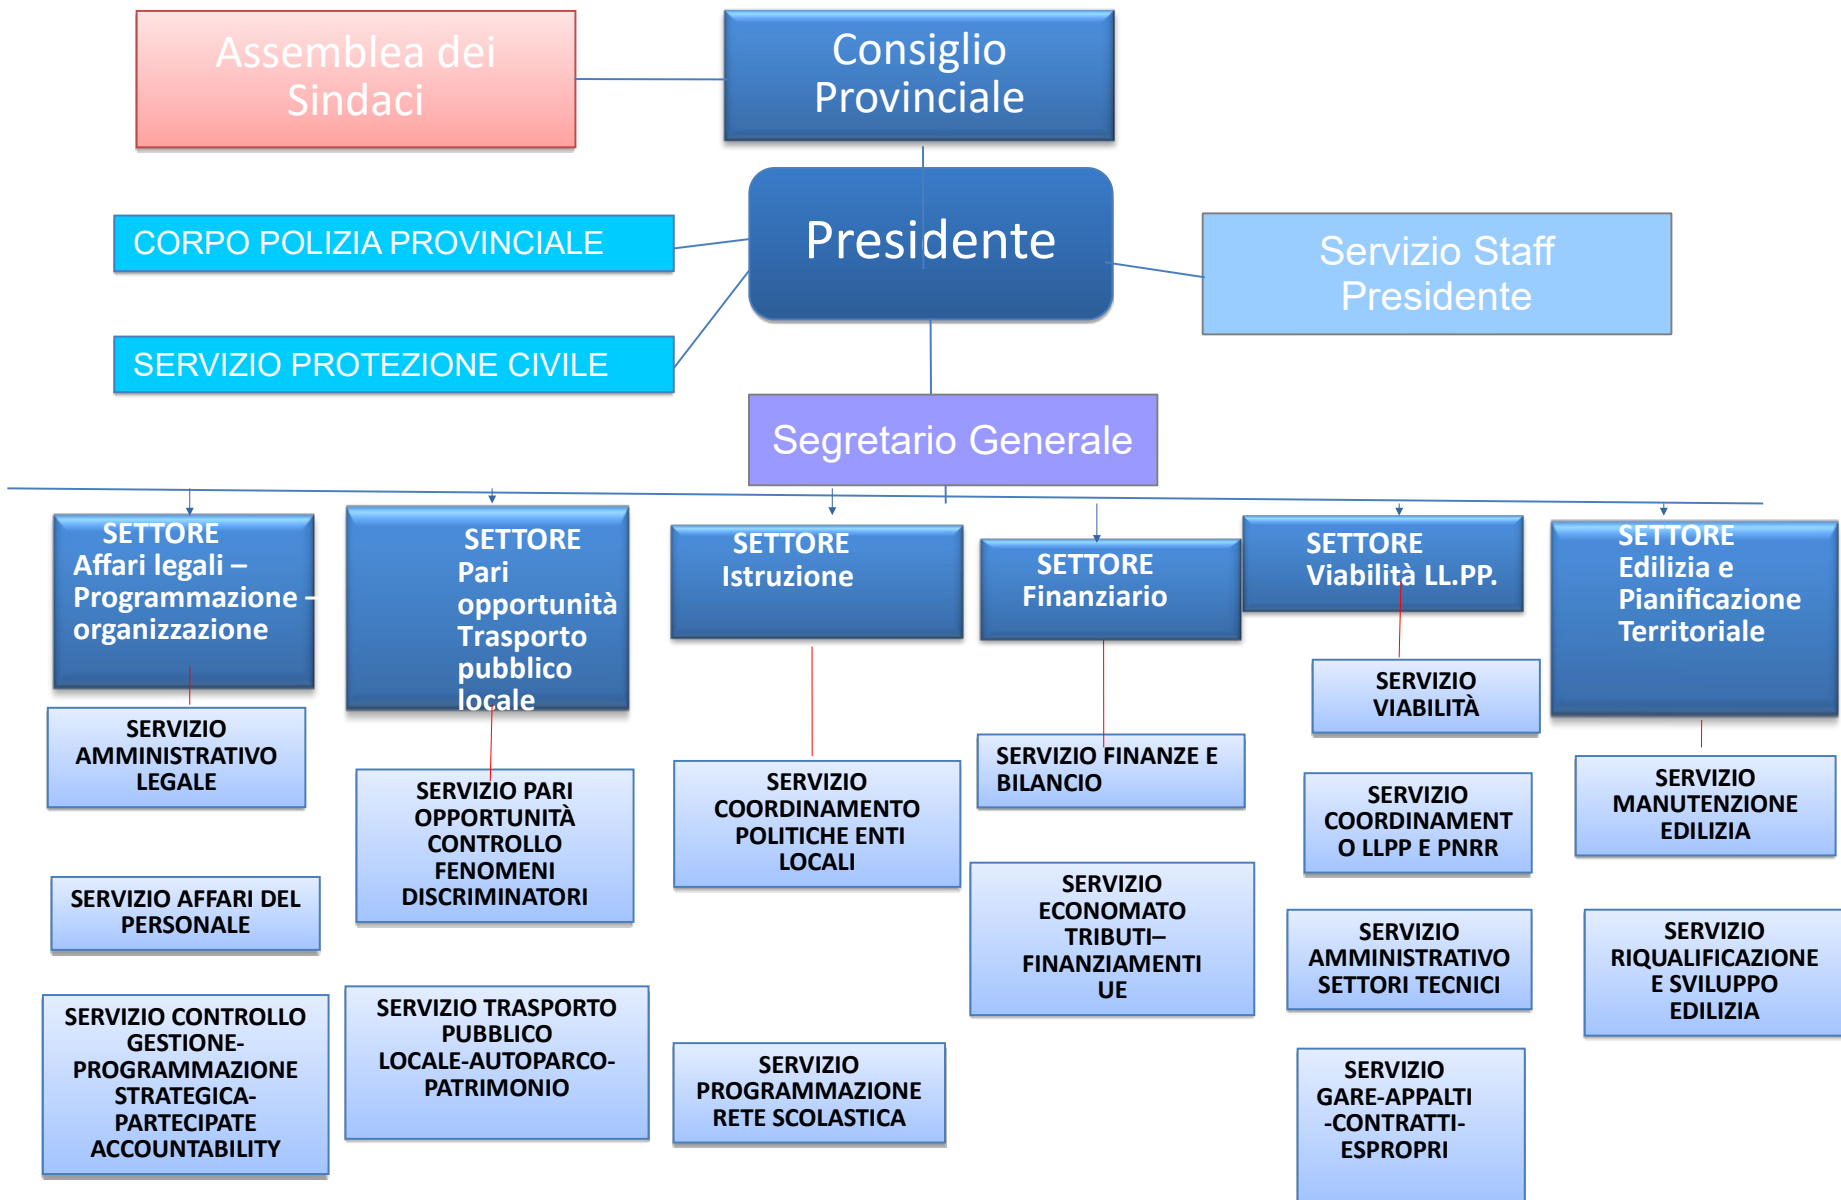 Assemblea dei
Sindaci
Consiglio
Provinciale
CORPO POLIZIA PROVINCIALE
Presidente
Servizio Staff
Presidente
SERVIZIO PROTEZIONE CIVILE
Segretario Generale
SETTORE
Affari legali –
Programmazione –
organizzazione
SERVIZIO
AMMINISTRATIVO
LEGALE
SERVIZIO AFFARI DEL
PERSONALE
SERVIZIO CONTROLLO
GESTIONE-
PROGRAMMAZIONE
STRATEGICA-
PARTECIPATE
ACCOUNTABILITY
SETTORE
Pari
opportunità
Trasporto
pubblico
locale
SERVIZIO PARI
OPPORTUNITÀ
CONTROLLO
FENOMENI
DISCRIMINATORI
SERVIZIO TRASPORTO
PUBBLICO
LOCALE-AUTOPARCO-
PATRIMONIO
SETTORE
Istruzione
SERVIZIO
COORDINAMENTO
POLITICHE ENTI
LOCALI
SERVIZIO
PROGRAMMAZIONE
RETE SCOLASTICA
SETTORE
Finanziario
SERVIZIO FINANZE E
BILANCIO
SERVIZIO
ECONOMATO
TRIBUTI–
FINANZIAMENTI
UE
SETTORE
Viabilità LL.PP.
SERVIZIO
VIABILITÀ
SERVIZIO
COORDINAMENT
O LLPP E PNRR
SERVIZIO
AMMINISTRATIVO
SETTORI TECNICI
SERVIZIO
GARE-APPALTI
-CONTRATTI-
ESPROPRI
SETTORE
Edilizia e
Pianificazione
Territoriale
SERVIZIO
MANUTENZIONE
EDILIZIA
SERVIZIO
RIQUALIFICAZIONE
E SVILUPPO
EDILIZIA